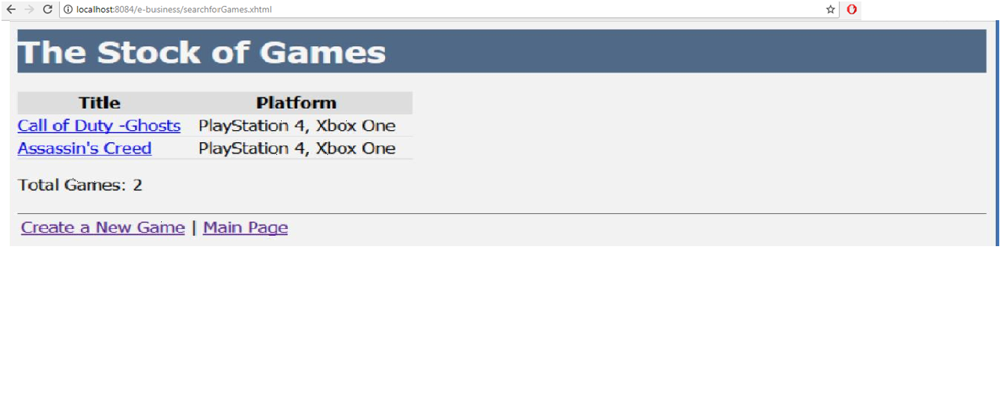 localhost:8084/e-business/searchforGames.xhtml
The Stock of Games
Title Platform
Call of Duty -Ghosts PlayStation 4, Xbox One
Assassin's Creed PlayStation 4, Xbox One
Total Games: 2
Create a New Game | Main Page